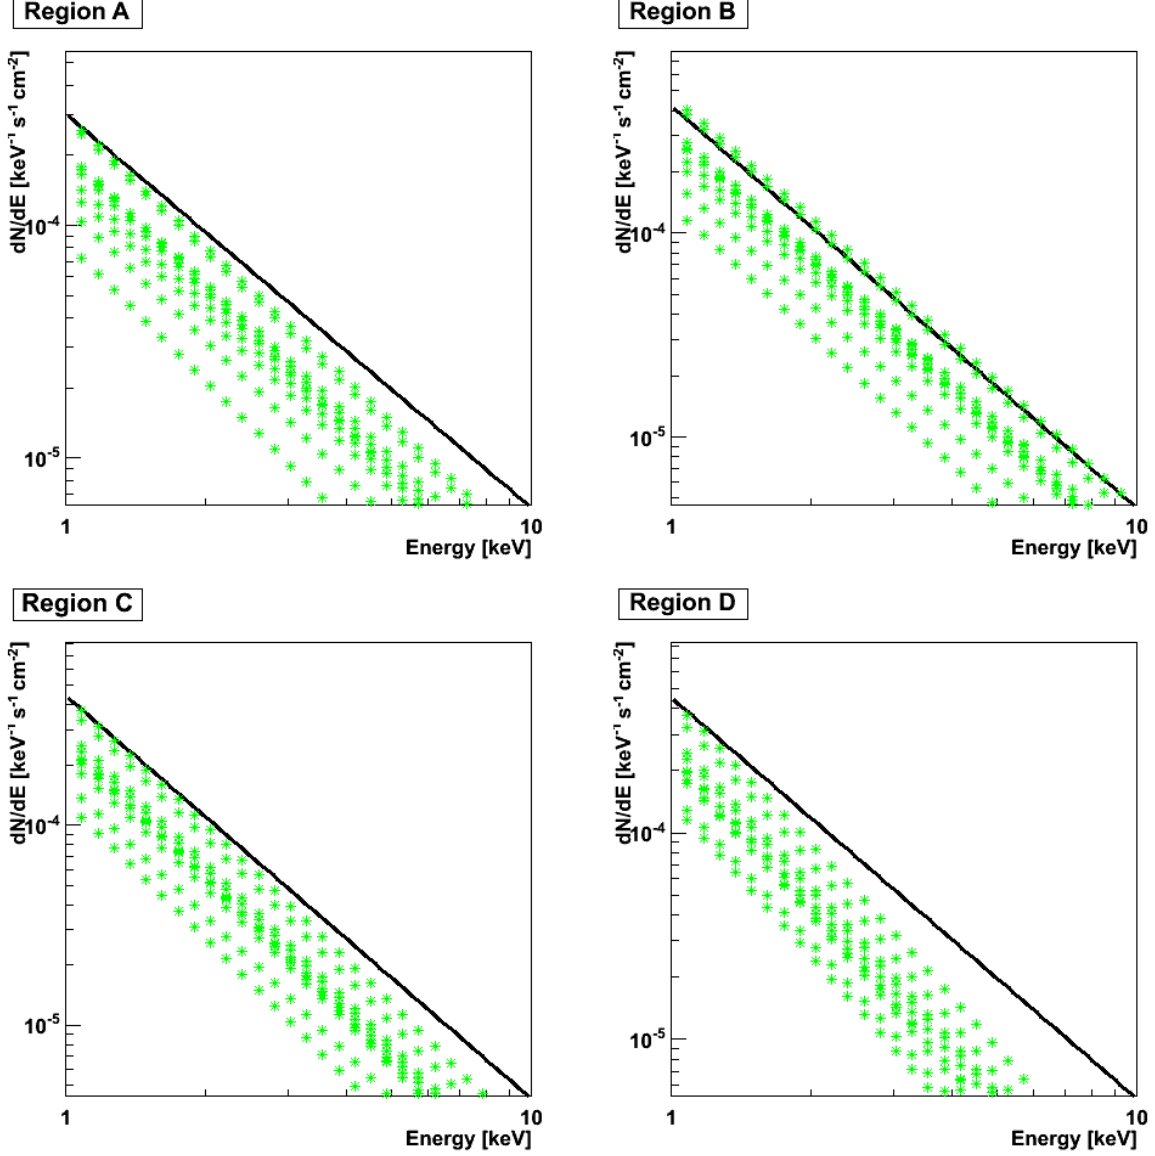 Region A
dN/dE [keV⁻¹ s⁻¹ cm⁻²]
10⁻⁴
10⁻⁵
1
10
Energy [keV]
Region B
dN/dE [keV⁻¹ s⁻¹ cm⁻²]
10⁻⁴
10⁻⁵
1
10
Energy [keV]
Region C
dN/dE [keV⁻¹ s⁻¹ cm⁻²]
10⁻⁴
10⁻⁵
1
10
Energy [keV]
Region D
dN/dE [keV⁻¹ s⁻¹ cm⁻²]
10⁻⁴
10⁻⁵
1
10
Energy [keV]